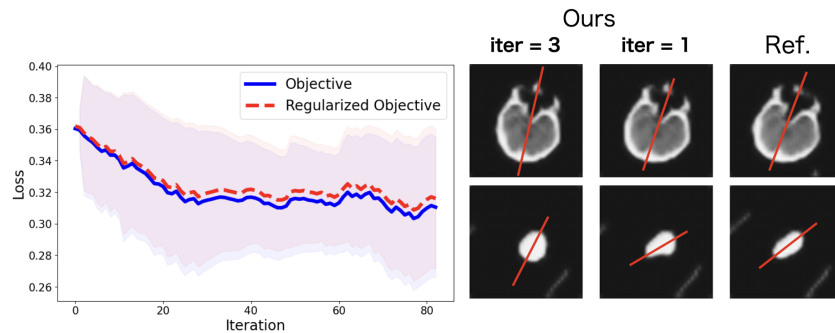 Ours
iter = 3 iter = 1 Ref.
0.40
0.38
0.36
0.34
0.32
0.30
0.28
0.26
Loss
Objective
Regularized Objective
0 20 40 60 80
Iteration